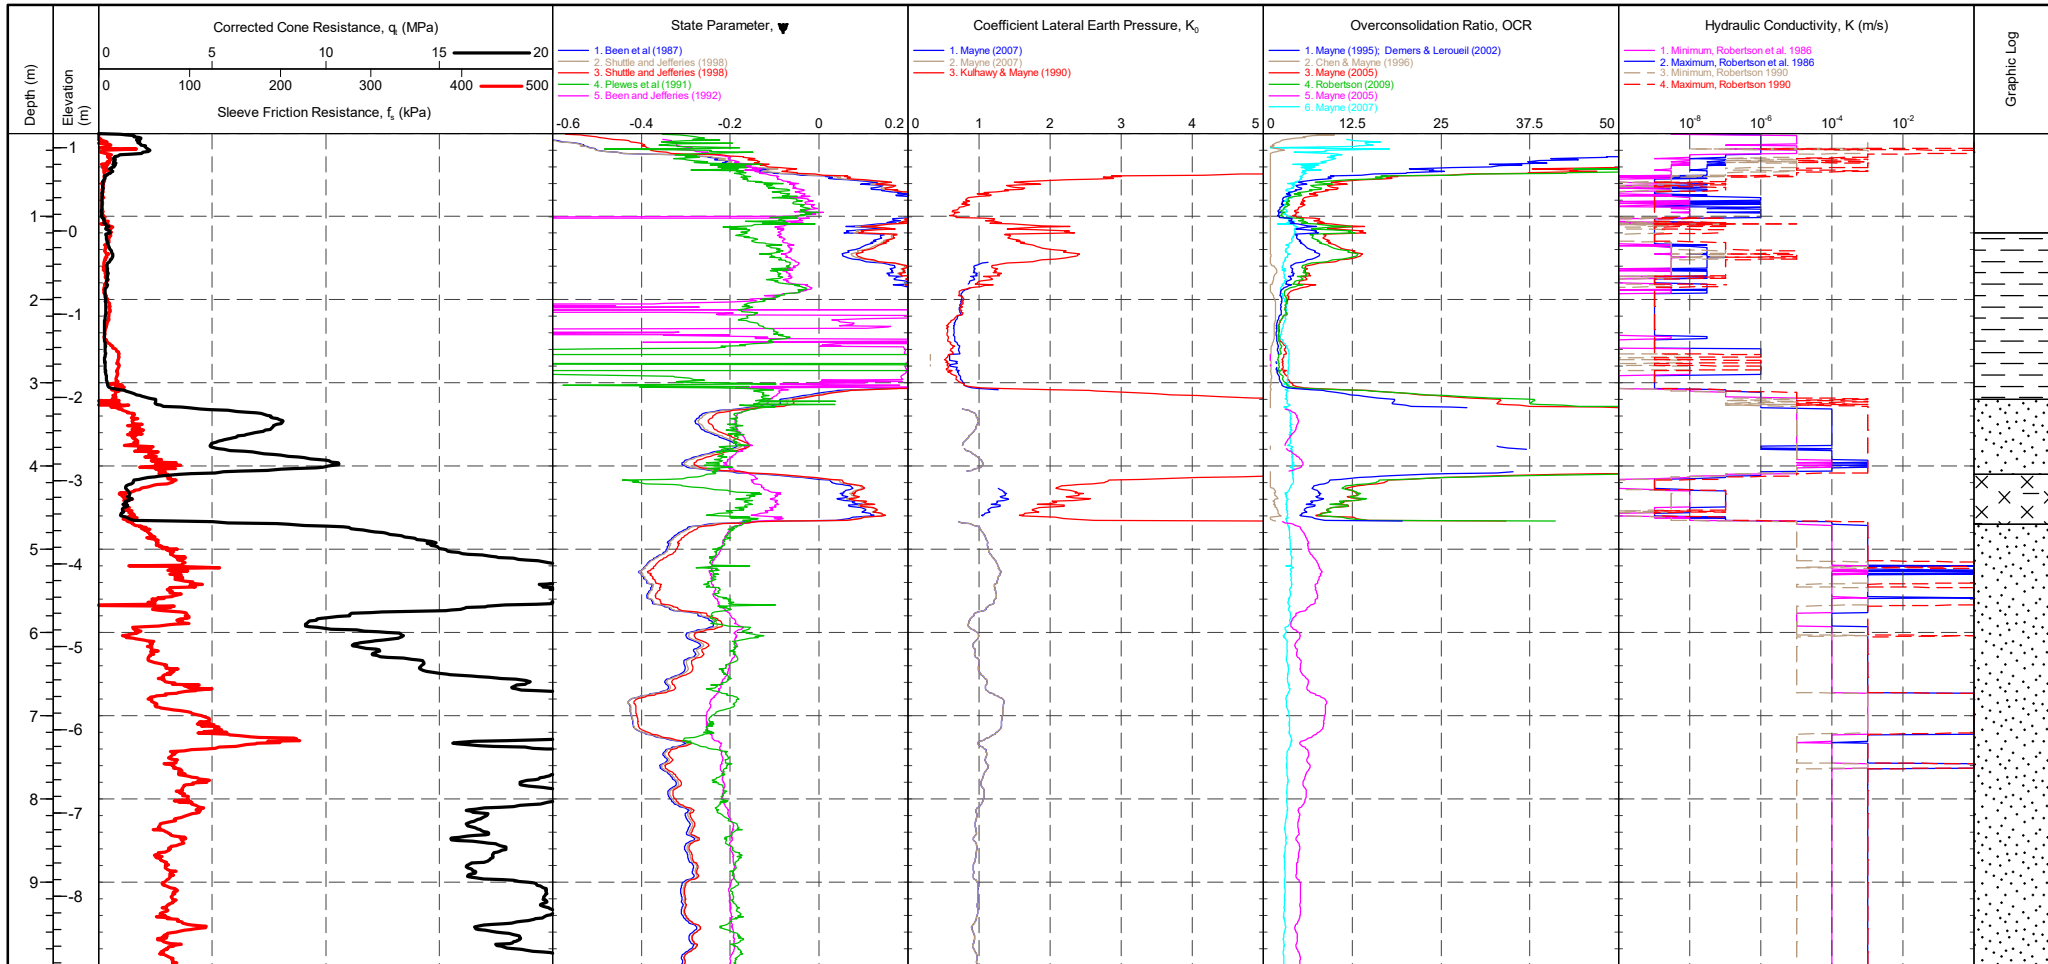 Corrected Cone Resistance, qt (MPa)
0 5 10 15 20
0 100 200 300 400 500
Sleeve Friction Resistance, fs (kPa)
Depth (m)
Elevation (m)
State Parameter, Ψ
1. Been et al (1987)
2. Shuttle and Jefferies (1998)
3. Shuttle and Jefferies (1998)
4. Plewes et al (1991)
5. Been and Jefferies (1992)
-0.6 -0.4 -0.2 0 0.2
Coefficient Lateral Earth Pressure, K0
1. Mayne (2007)
2. Mayne (2007)
3. Kulhawy & Mayne (1990)
0 1 2 3 4 5
Overconsolidation Ratio, OCR
1. Mayne (1995); Demers & Leroueil (2002)
2. Chen & Mayne (1996)
3. Mayne (2005)
4. Robertson (2009)
5. Mayne (2005)
6. Mayne (2007)
0 12.5 25 37.5 50
Hydraulic Conductivity, K (m/s)
1. Minimum, Robertson et al. 1986
2. Maximum, Robertson et al. 1986
3. Minimum, Robertson 1990
4. Maximum, Robertson 1990
10-8 10-6 10-4 10-2
Graphic Log
1
1
0
2
-1
3
-2
4
-3
5
-4
6
-5
7
-6
8
-7
9
-8